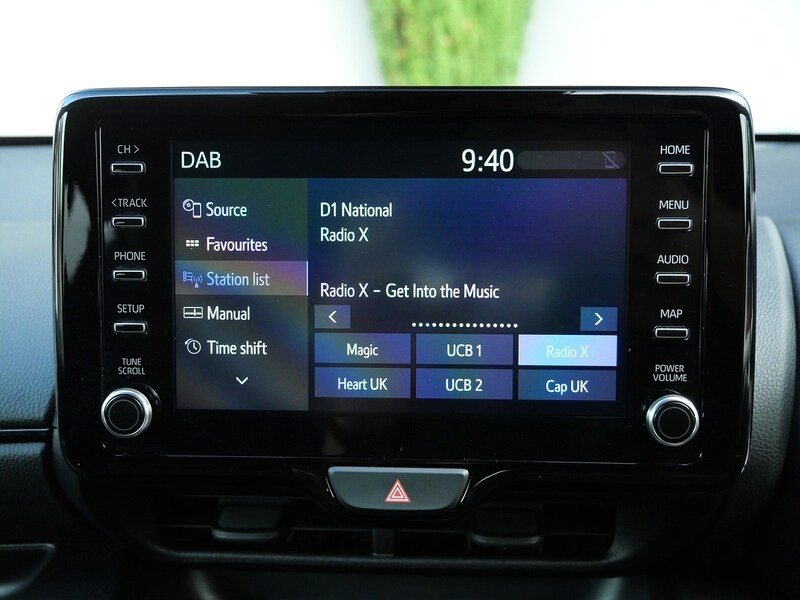 CH >
< TRACK
PHONE
SETUP
TUNE
SCROLL
DAB
9:40
Source
Favourites
Station list
Manual
Time shift
D1 National
Radio X
Radio X – Get Into the Music
<
>
Magic
UCB 1
Radio X
Heart UK
UCB 2
Cap UK
HOME
MENU
AUDIO
MAP
POWER
VOLUME